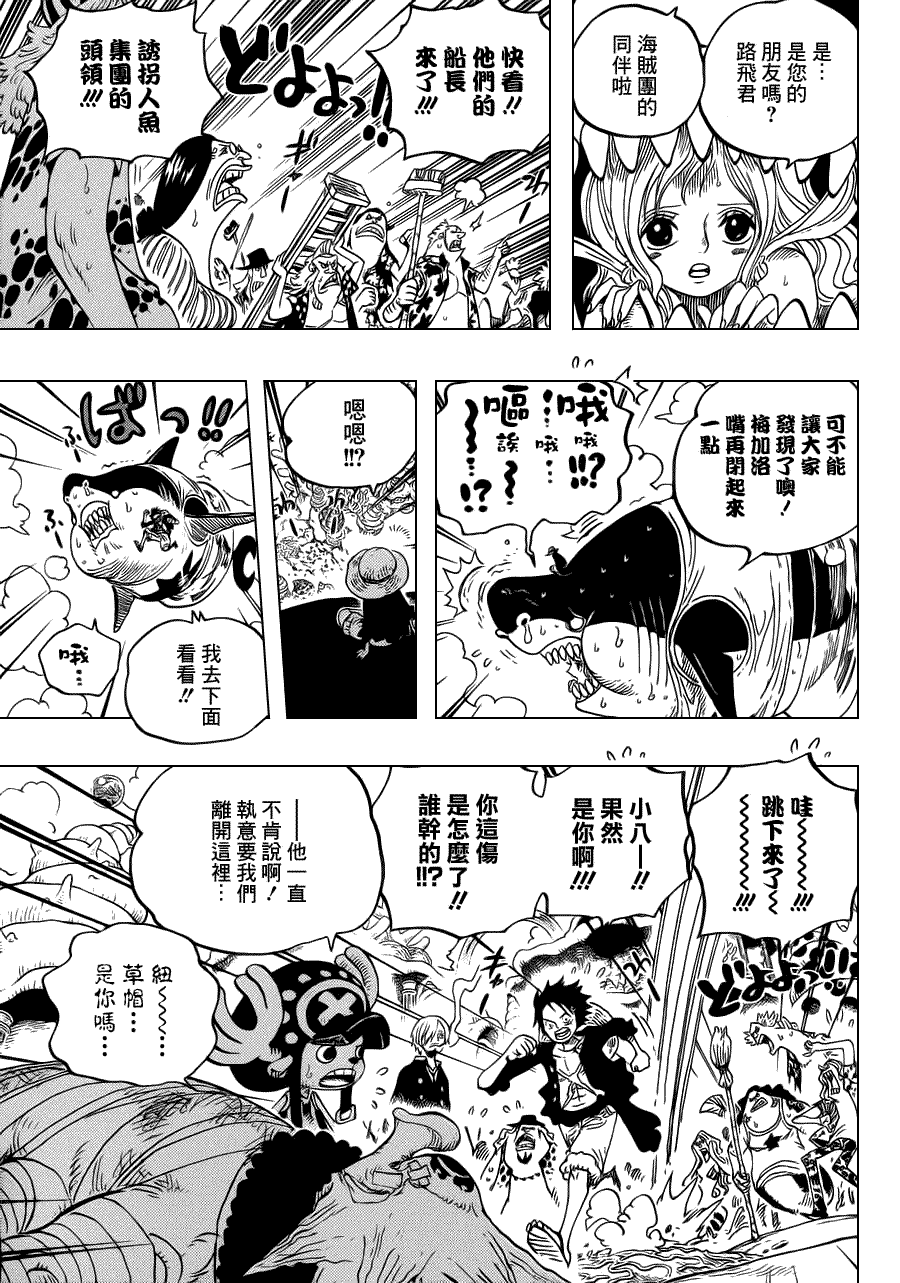 是…
是您的
朋友嗎?
路飛君
海賊團的
同伴啦
快看!!
他們的
船長
來了!!!
どよよっ!!
誘拐人魚
集團的
頭領!!!
可不能
讓大家
發現了噢!
梅加洛
嘴再閉起來
一點
哦
哦!!?
…哦…
嘔
誒~
~!?
嗯嗯!!?
ばっ!!
ふぅ
ふぅ
我去下面
看看!!
哦…
哇~~~!!!
跳下來了~~~!!!
小八—
果然
是你啊!!!
你這傷
是怎麼了!!
誰幹的!!?
——他一直
不肯說啊!
執意要我們
離開這裡…
紐~~~
草帽…
是你嗎…
どよよっ!!